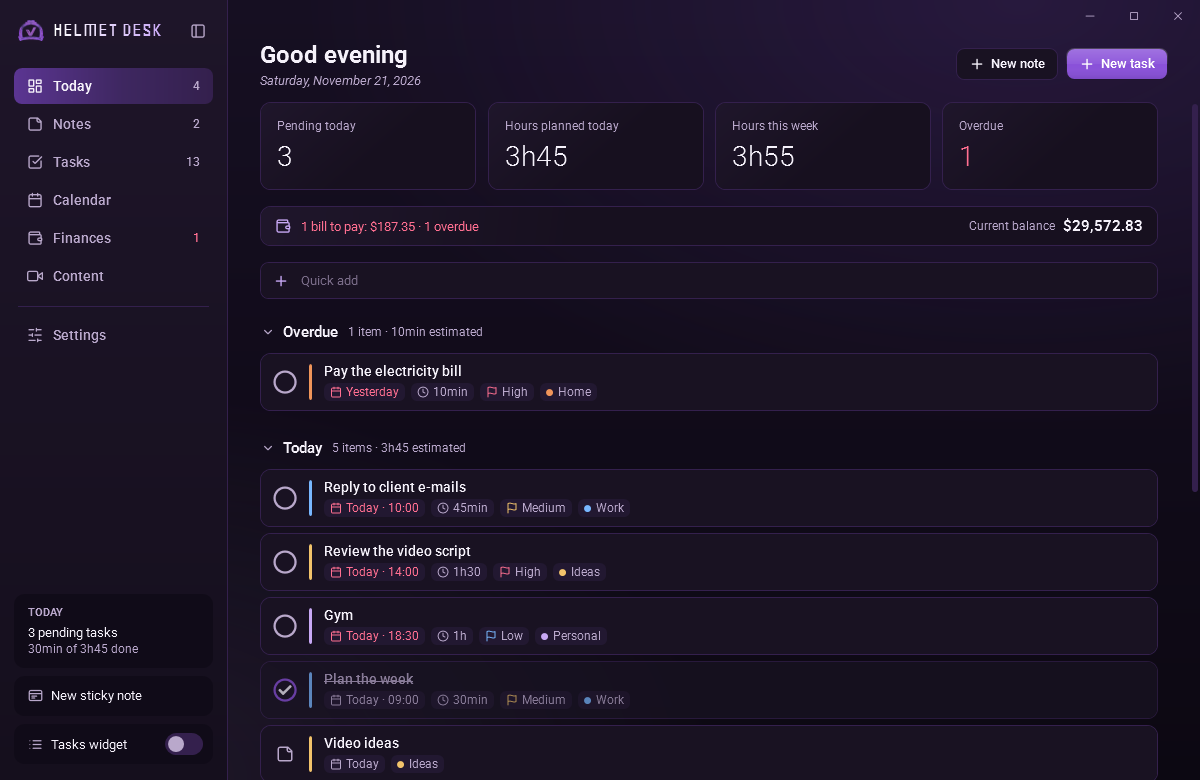 HELMET DESK
Today 4
Notes 2
Tasks 13
Calendar
Finances 1
Content
Settings
TODAY
3 pending tasks
30min of 3h45 done
New sticky note
Tasks widget
Good evening
Saturday, November 21, 2026
New note
New task
Pending today
3
Hours planned today
3h45
Hours this week
3h55
Overdue
1
1 bill to pay: $187.35 · 1 overdue
Current balance $29,572.83
Quick add
Overdue 1 item · 10min estimated
Pay the electricity bill
Yesterday 10min High Home
Today 5 items · 3h45 estimated
Reply to client e-mails
Today · 10:00 45min Medium Work
Review the video script
Today · 14:00 1h30 High Ideas
Gym
Today · 18:30 1h Low Personal
Plan the week
Today · 09:00 30min Medium Work
Video ideas
Today Ideas